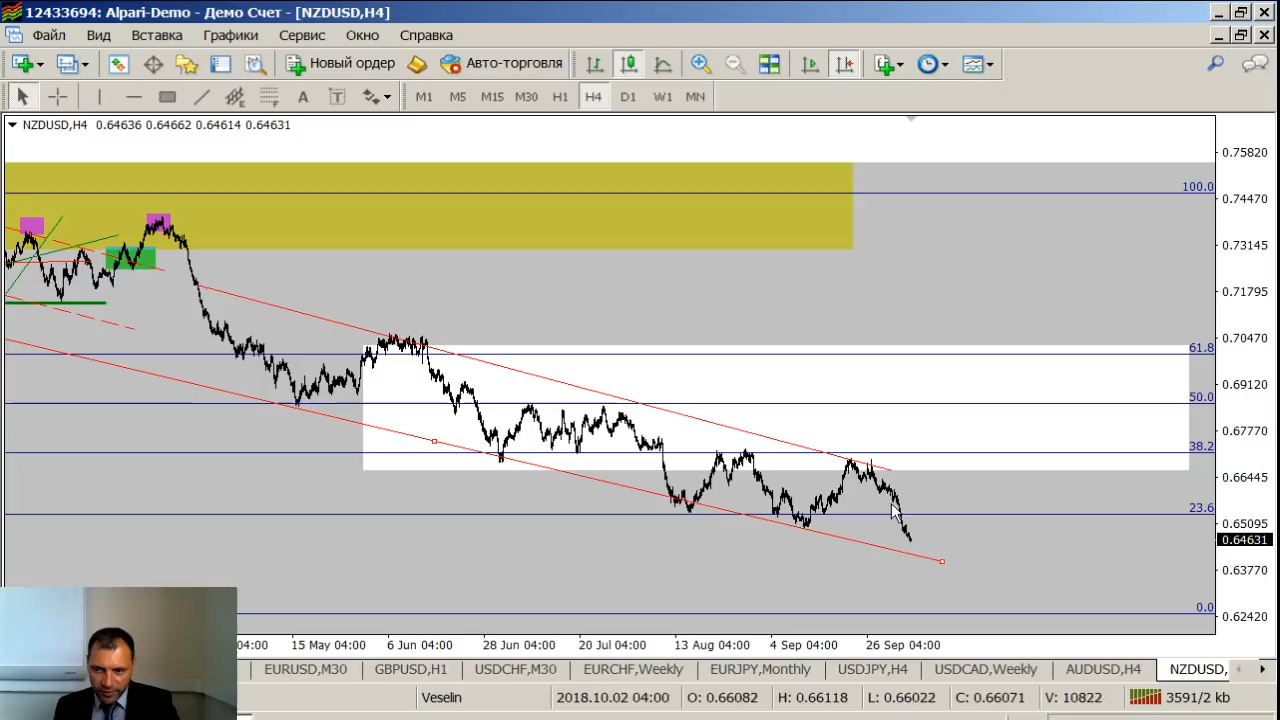 12433694: Alpari-Demo - Демо Счет - [NZDUSD,H4]
Файл Вид Вставка Графики Сервис Окно Справка
Новый ордер Авто-торговля
A T M1 M5 M15 M30 H1 H4 D1 W1 MN
NZDUSD,H4 0.64636 0.64662 0.64614 0.64631
0.75820
100.0
0.74470
0.73145
0.71795
0.70470
61.8
0.69120
50.0
0.67770
38.2
0.66445
23.6
0.65095
0.64631
0.63770
0.0
0.62420
04:00 15 May 04:00 6 Jun 04:00 28 Jun 04:00 20 Jul 04:00 13 Aug 04:00 4 Sep 04:00 26 Sep 04:00
EURUSD,M30 GBPUSD,H1 USDCHF,M30 EURCHF,Weekly EURJPY,Monthly USDJPY,H4 USDCAD,Weekly AUDUSD,H4 NZDUSD,
Veselin 2018.10.02 04:00 O: 0.66082 H: 0.66118 L: 0.66022 C: 0.66071 V: 10822 3591/2 kb